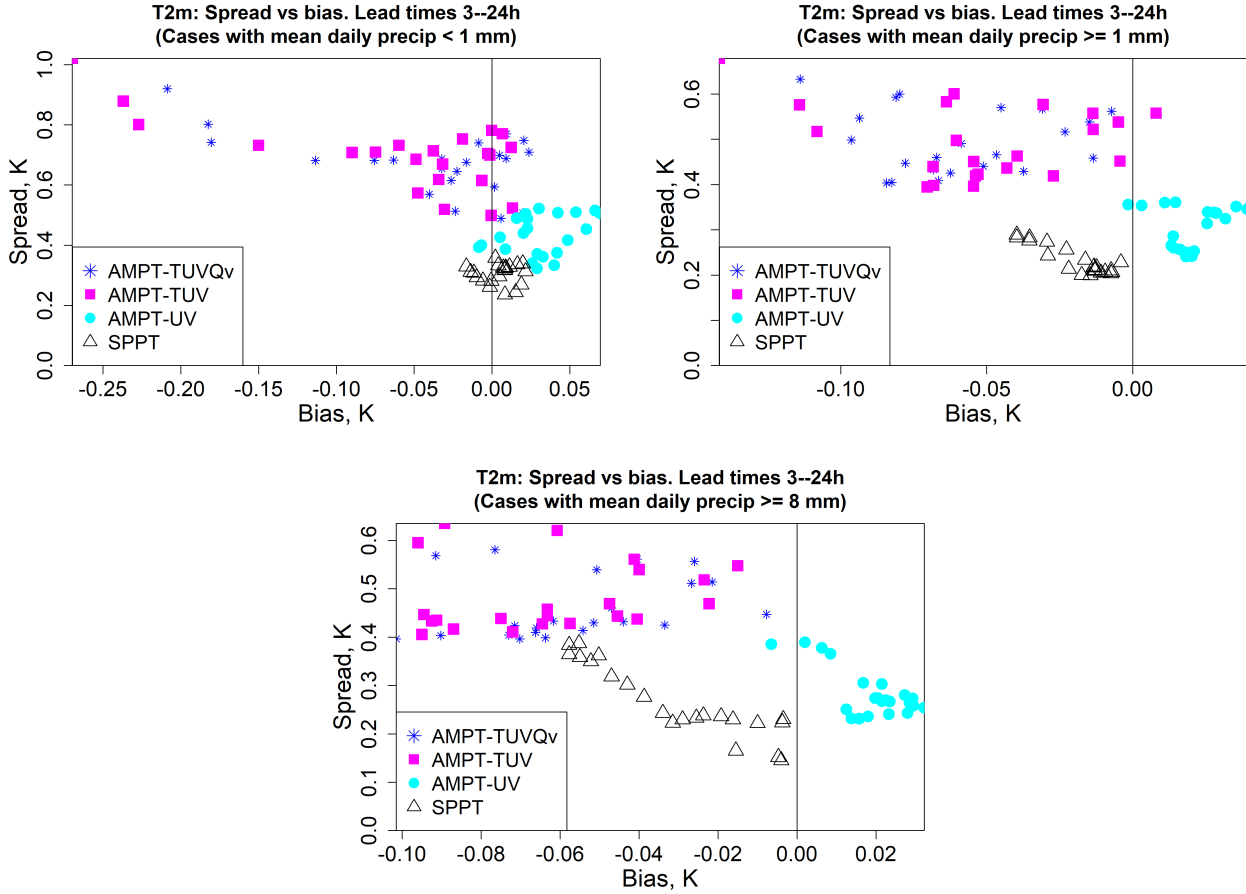 T2m: Spread vs bias. Lead times 3--24h
(Cases with mean daily precip < 1 mm)
Spread, K
0.0 0.2 0.4 0.6 0.8 1.0
AMPT-TUVQv
AMPT-TUV
AMPT-UV
SPPT
-0.25 -0.20 -0.15 -0.10 -0.05 0.00 0.05
Bias, K
T2m: Spread vs bias. Lead times 3--24h
(Cases with mean daily precip >= 1 mm)
Spread, K
0.0 0.2 0.4 0.6
AMPT-TUVQv
AMPT-TUV
AMPT-UV
SPPT
-0.10 -0.05 0.00
Bias, K
T2m: Spread vs bias. Lead times 3--24h
(Cases with mean daily precip >= 8 mm)
Spread, K
0.0 0.1 0.2 0.3 0.4 0.5 0.6
AMPT-TUVQv
AMPT-TUV
AMPT-UV
SPPT
-0.10 -0.08 -0.06 -0.04 -0.02 0.00 0.02
Bias, K